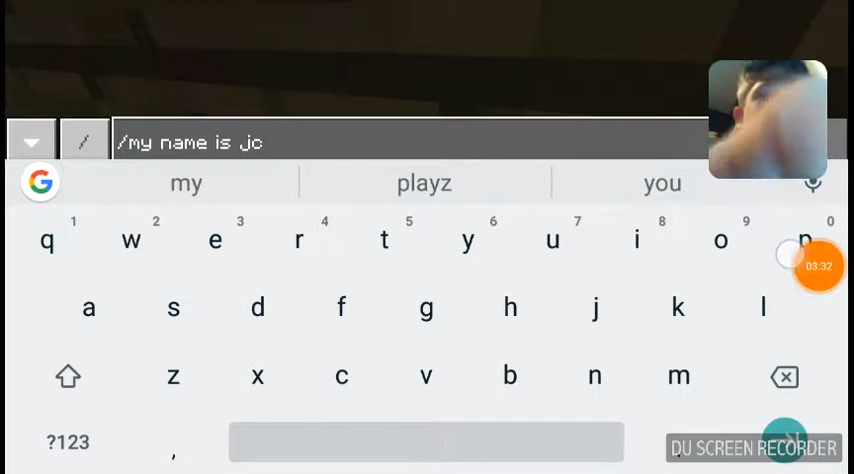 /
/my name is .jc
my playz you
1 2 3 4 5 6 7 8 9 0
q w e r t y u i o p
03:32
a s d f g h j k l
z x c v b n m
?123 , .
DU SCREEN RECORDER